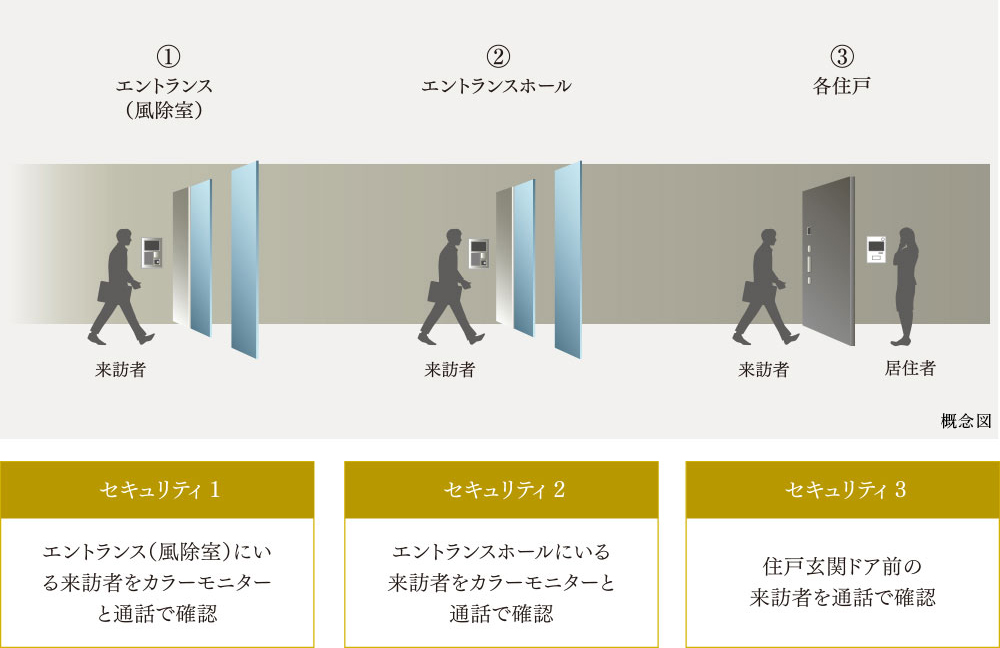 ①
エントランス
（風除室）
②
エントランスホール
③
各住戸
来訪者
来訪者
来訪者
居住者
概念図
セキュリティ 1
エントランス（風除室）にい
る来訪者をカラーモニター
と通話で確認
セキュリティ 2
エントランスホールにいる
来訪者をカラーモニターと
通話で確認
セキュリティ 3
住戸玄関ドア前の
来訪者を通話で確認